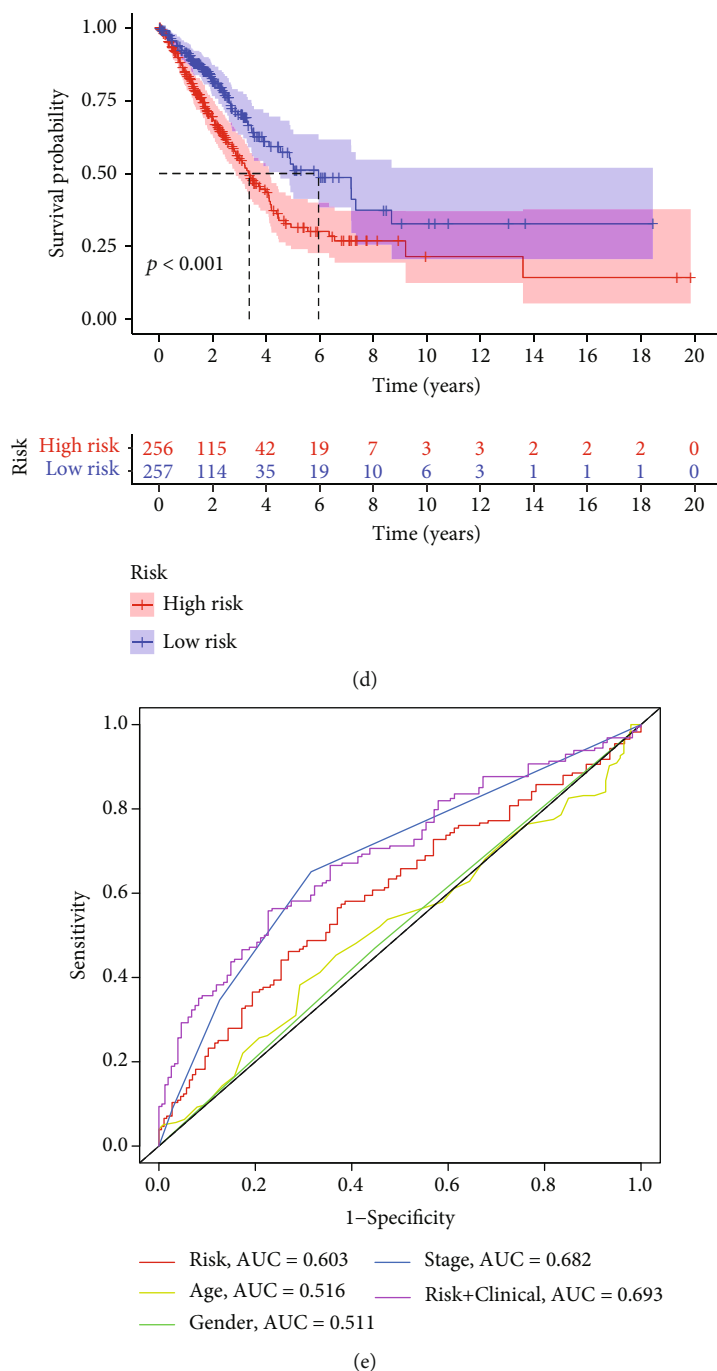 1.00
0.75
0.50
0.25
0.00
Survival probability
p < 0.001
0 2 4 6 8 10 12 14 16 18 20
Time (years)
Risk
High risk 256 115 42 19 7 3 3 2 2 2 0
Low risk 257 114 35 19 10 6 3 1 1 1 0
0 2 4 6 8 10 12 14 16 18 20
Time (years)
Risk
High risk
Low risk
(d)
1.0
0.8
0.6
0.4
0.2
0.0
Sensitivity
0.0 0.2 0.4 0.6 0.8 1.0
1–Specificity
Risk, AUC = 0.603
Age, AUC = 0.516
Gender, AUC = 0.511
Stage, AUC = 0.682
Risk+Clinical, AUC = 0.693
(e)